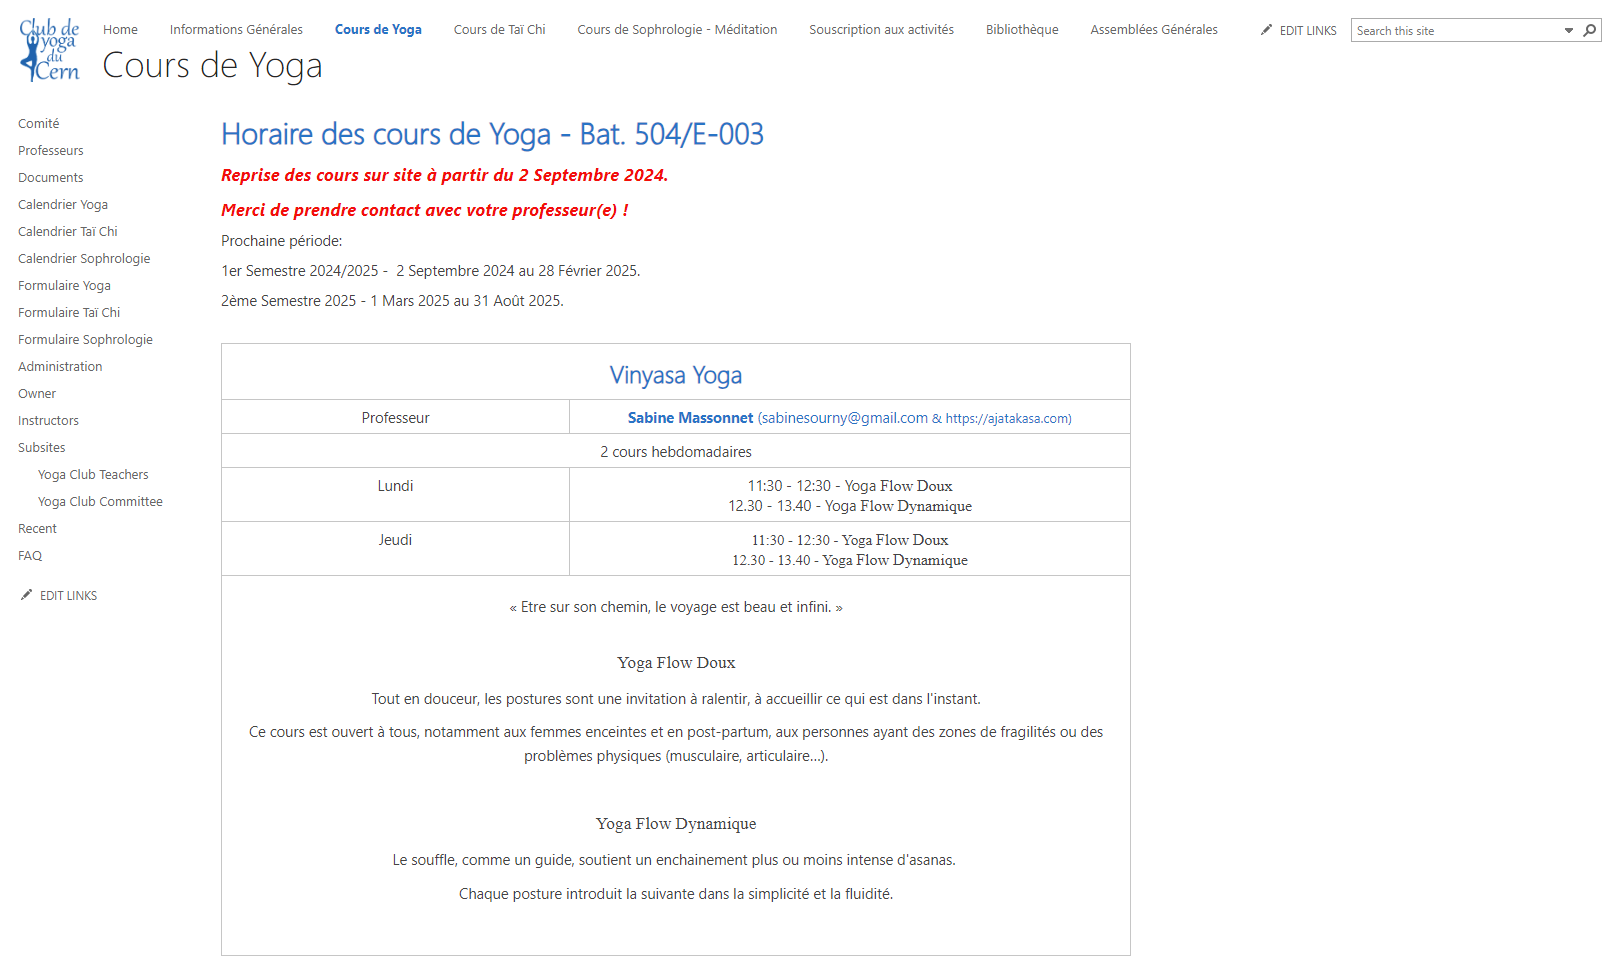 Club de
yoga
du
Cern
Home
Informations Générales
Cours de Yoga
Cours de Taï Chi
Cours de Sophrologie - Méditation
Souscription aux activités
Bibliothèque
Assemblées Générales
EDIT LINKS
Search this site
Cours de Yoga
Comité
Professeurs
Documents
Calendrier Yoga
Calendrier Taï Chi
Calendrier Sophrologie
Formulaire Yoga
Formulaire Taï Chi
Formulaire Sophrologie
Administration
Owner
Instructors
Subsites
Yoga Club Teachers
Yoga Club Committee
Recent
FAQ
EDIT LINKS
Horaire des cours de Yoga - Bat. 504/E-003
Reprise des cours sur site à partir du 2 Septembre 2024.
Merci de prendre contact avec votre professeur(e) !
Prochaine période:
1er Semestre 2024/2025 -  2 Septembre 2024 au 28 Février 2025.
2ème Semestre 2025 - 1 Mars 2025 au 31 Août 2025.
Vinyasa Yoga
Professeur
Sabine Massonnet (sabinesourny@gmail.com & https://ajatakasa.com)
2 cours hebdomadaires
Lundi
11:30 - 12:30 - Yoga Flow Doux
12.30 - 13.40 - Yoga Flow Dynamique
Jeudi
11:30 - 12:30 - Yoga Flow Doux
12.30 - 13.40 - Yoga Flow Dynamique
« Etre sur son chemin, le voyage est beau et infini. »
Yoga Flow Doux
Tout en douceur, les postures sont une invitation à ralentir, à accueillir ce qui est dans l'instant.
Ce cours est ouvert à tous, notamment aux femmes enceintes et en post-partum, aux personnes ayant des zones de fragilités ou des
problèmes physiques (musculaire, articulaire...).
Yoga Flow Dynamique
Le souffle, comme un guide, soutient un enchainement plus ou moins intense d'asanas.
Chaque posture introduit la suivante dans la simplicité et la fluidité.